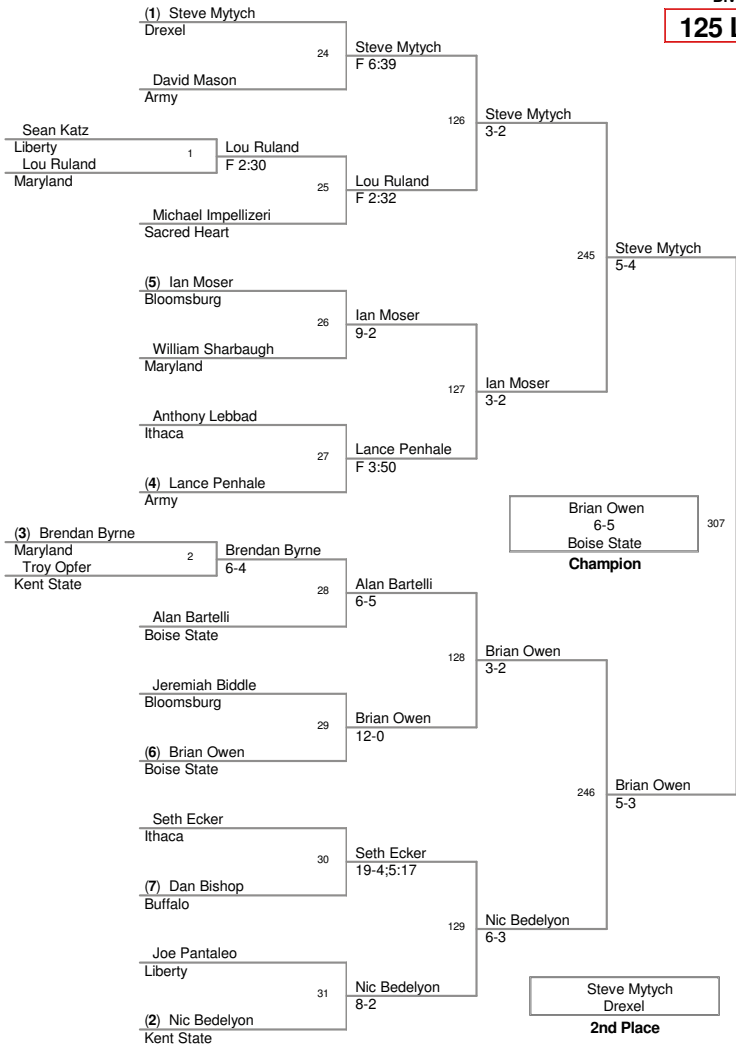 125 L
(1) Steve Mytych
Drexel
24
Steve Mytych
F 6:39
David Mason
Army
126
Steve Mytych
3-2
Sean Katz
Liberty
1
Lou Ruland
F 2:30
Lou Ruland
Maryland
25
Lou Ruland
F 2:32
Michael Impellizeri
Sacred Heart
245
Steve Mytych
5-4
(5) Ian Moser
Bloomsburg
26
Ian Moser
9-2
William Sharbaugh
Maryland
127
Ian Moser
3-2
Anthony Lebbad
Ithaca
27
Lance Penhale
F 3:50
(4) Lance Penhale
Army
Brian Owen
6-5
Boise State
307
Champion
(3) Brendan Byrne
Maryland
2
Brendan Byrne
6-4
Troy Opfer
Kent State
28
Alan Bartelli
6-5
Alan Bartelli
Boise State
128
Brian Owen
3-2
Jeremiah Biddle
Bloomsburg
29
Brian Owen
12-0
(6) Brian Owen
Boise State
246
Brian Owen
5-3
Seth Ecker
Ithaca
30
Seth Ecker
19-4;5:17
(7) Dan Bishop
Buffalo
129
Nic Bedelyon
6-3
Joe Pantaleo
Liberty
31
Nic Bedelyon
8-2
(2) Nic Bedelyon
Kent State
Steve Mytych
Drexel
2nd Place